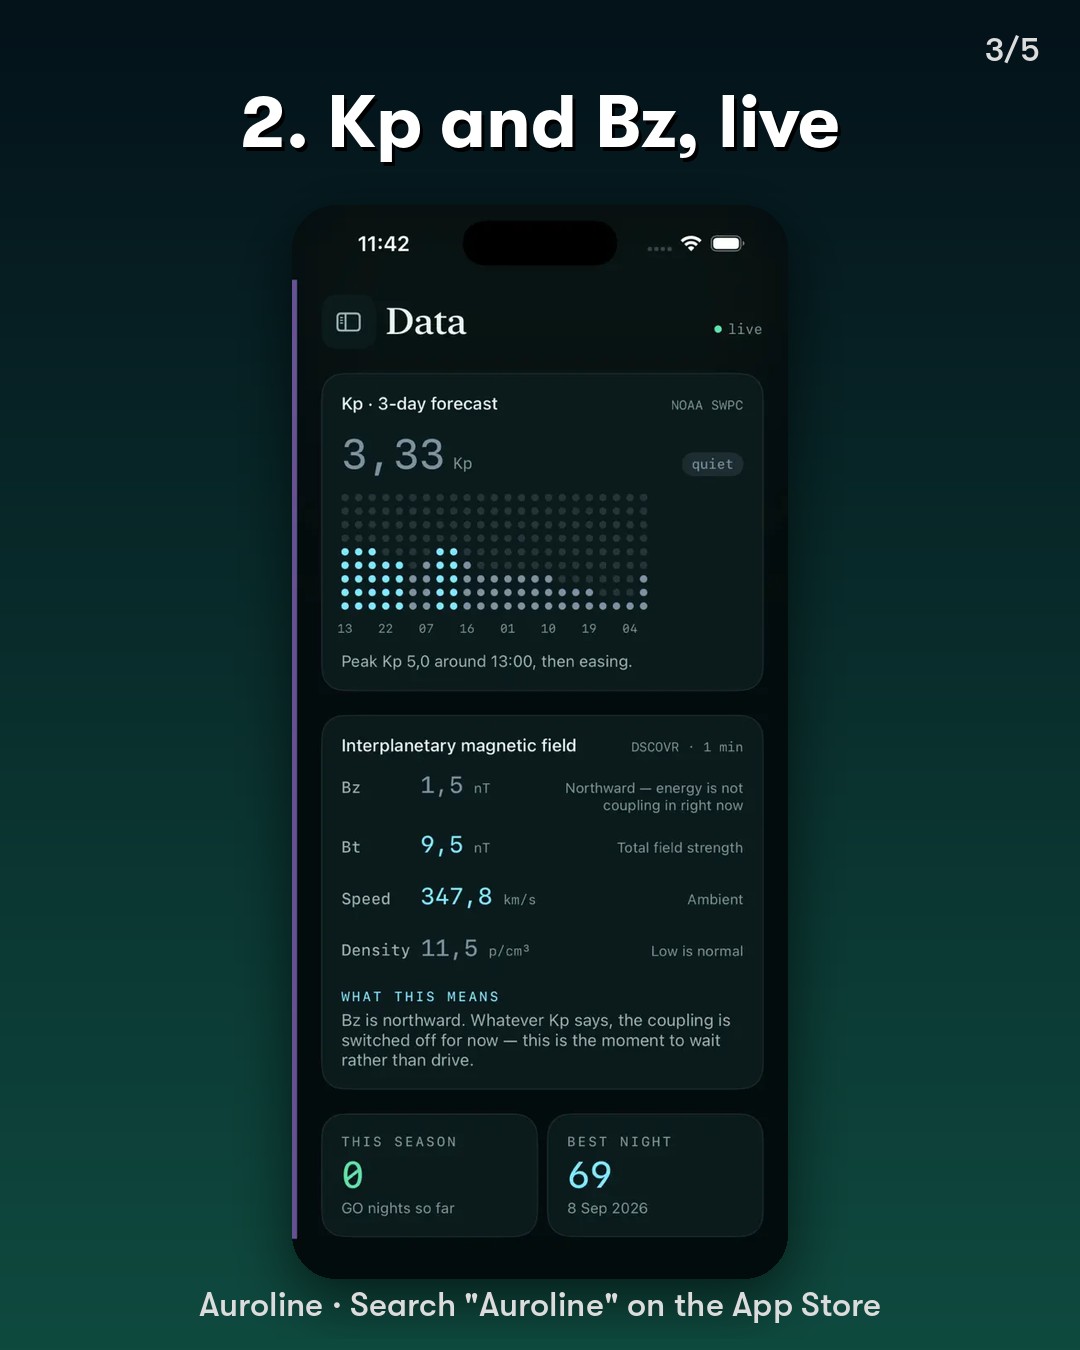 3/5
2. Kp and Bz, live
11:42
Data
live
Kp · 3-day forecast
NOAA SWPC
3,33 Kp
quiet
13 22 07 16 01 10 19 04
Peak Kp 5,0 around 13:00, then easing.
Interplanetary magnetic field
DSCOVR · 1 min
Bz 1,5 nT Northward — energy is not
coupling in right now
Bt 9,5 nT Total field strength
Speed 347,8 km/s Ambient
Density 11,5 p/cm³ Low is normal
WHAT THIS MEANS
Bz is northward. Whatever Kp says, the coupling is
switched off for now — this is the moment to wait
rather than drive.
THIS SEASON
0
GO nights so far
BEST NIGHT
69
8 Sep 2026
Auroline · Search "Auroline" on the App Store